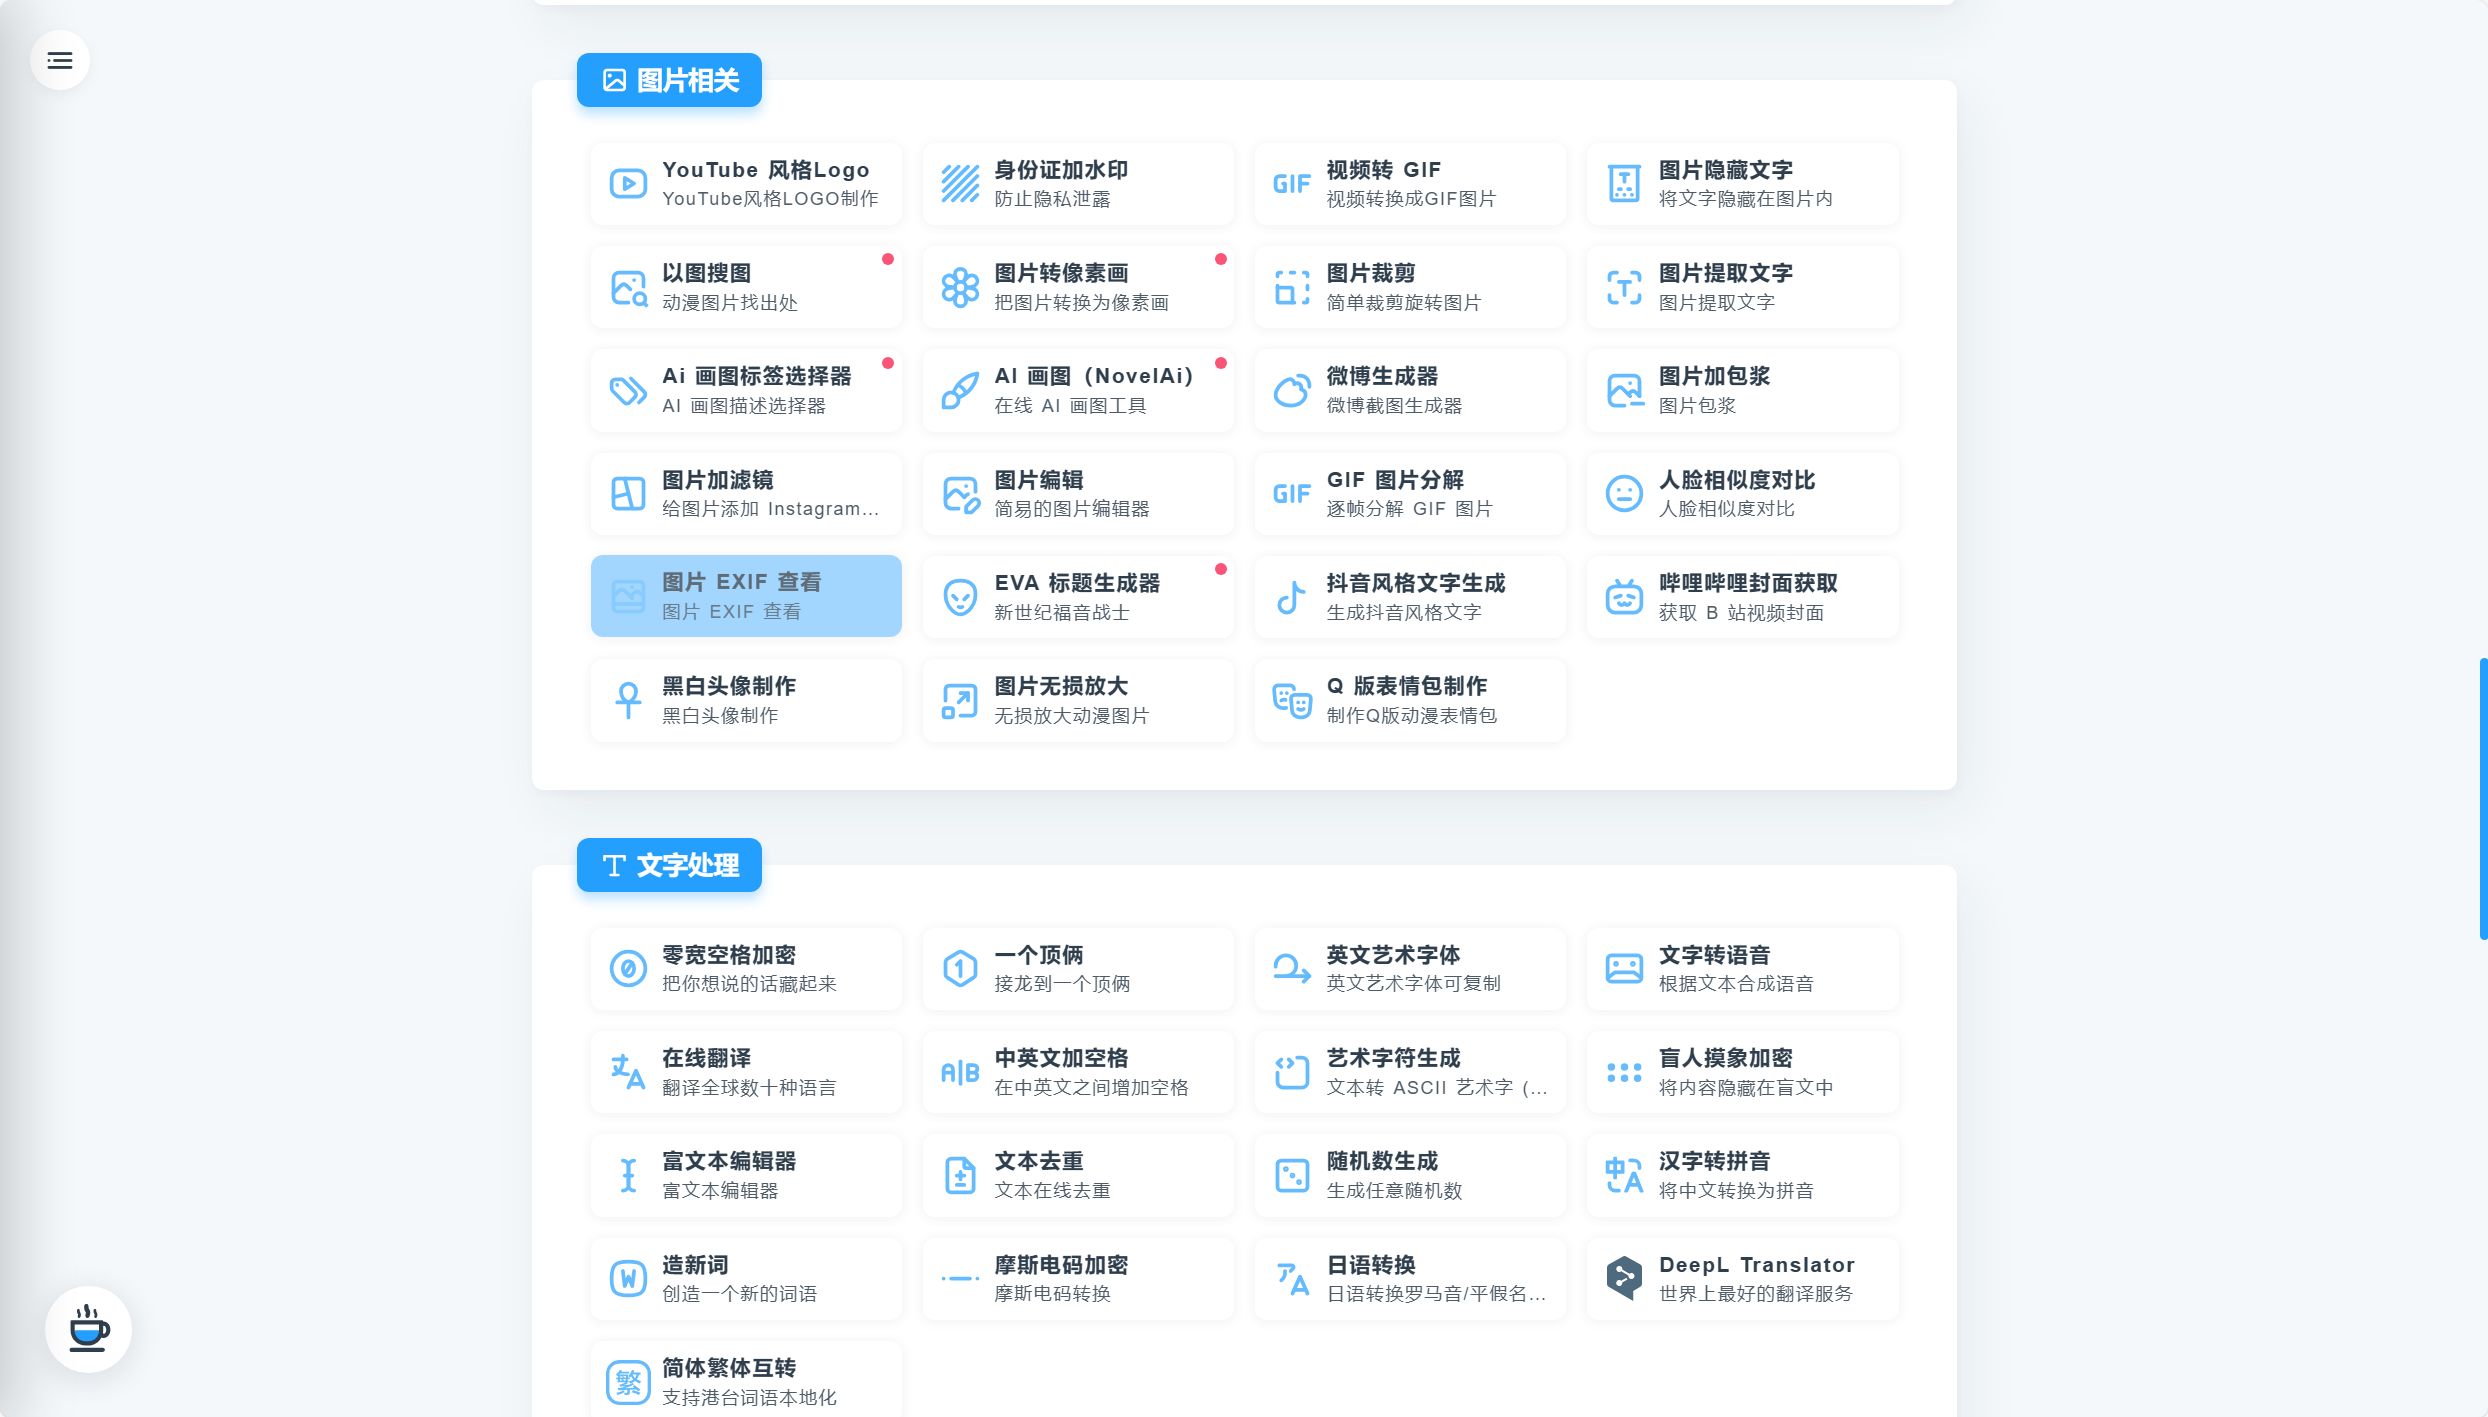 图片相关
YouTube 风格Logo
YouTube风格LOGO制作
身份证加水印
防止隐私泄露
GIF
视频转 GIF
视频转换成GIF图片
图片隐藏文字
将文字隐藏在图片内
以图搜图
动漫图片找出处
图片转像素画
把图片转换为像素画
图片裁剪
简单裁剪旋转图片
图片提取文字
图片提取文字
Ai 画图标签选择器
AI 画图描述选择器
AI 画图（NovelAi）
在线 AI 画图工具
微博生成器
微博截图生成器
图片加包浆
图片包浆
图片加滤镜
给图片添加 Instagram...
图片编辑
简易的图片编辑器
GIF
GIF 图片分解
逐帧分解 GIF 图片
人脸相似度对比
人脸相似度对比
图片 EXIF 查看
图片 EXIF 查看
EVA 标题生成器
新世纪福音战士
抖音风格文字生成
生成抖音风格文字
哔哩哔哩封面获取
获取 B 站视频封面
黑白头像制作
黑白头像制作
图片无损放大
无损放大动漫图片
Q 版表情包制作
制作Q版动漫表情包
文字处理
零宽空格加密
把你想说的话藏起来
一个顶俩
接龙到一个顶俩
英文艺术字体
英文艺术字体可复制
文字转语音
根据文本合成语音
在线翻译
翻译全球数十种语言
A|B
中英文加空格
在中英文之间增加空格
艺术字符生成
文本转 ASCII 艺术字 (...
盲人摸象加密
将内容隐藏在盲文中
富文本编辑器
富文本编辑器
文本去重
文本在线去重
随机数生成
生成任意随机数
中A
汉字转拼音
将中文转换为拼音
W
造新词
创造一个新的词语
摩斯电码加密
摩斯电码转换
日语转换
日语转换罗马音/平假名...
DeepL Translator
世界上最好的翻译服务
繁
简体繁体互转
支持港台词语本地化